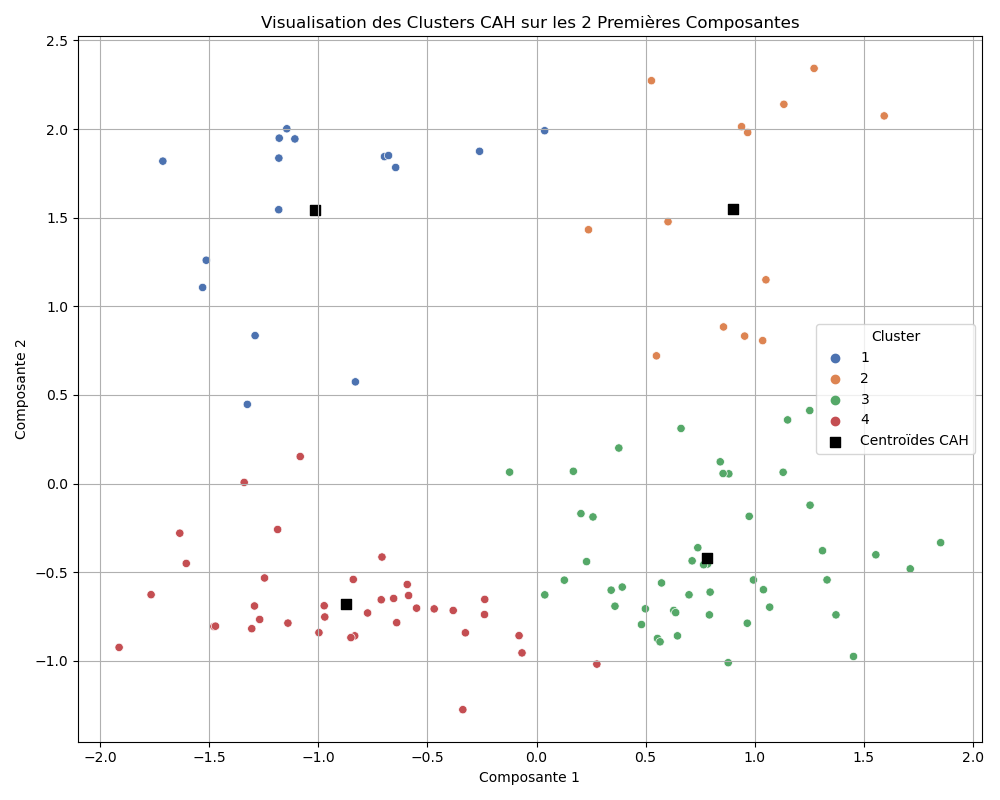 Visualisation des Clusters CAH sur les 2 Premières Composantes
2.5
2.0
1.5
1.0
0.5
0.0
−0.5
−1.0
Composante 2
Cluster
1
2
3
4
Centroïdes CAH
−2.0 −1.5 −1.0 −0.5 0.0 0.5 1.0 1.5 2.0
Composante 1